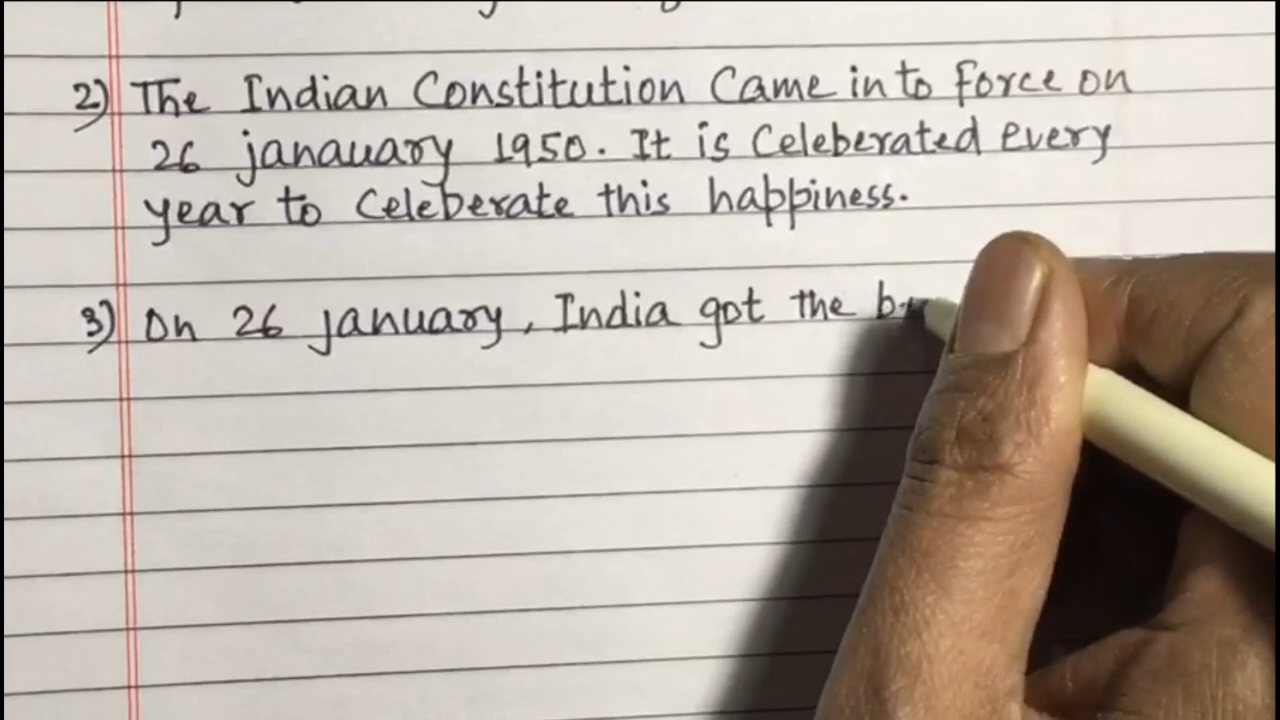 2) The Indian Constitution Came into force on
26 janauary 1950. It is Celeberated every
year to Celeberate this happiness.
3) On 26 january, India got the